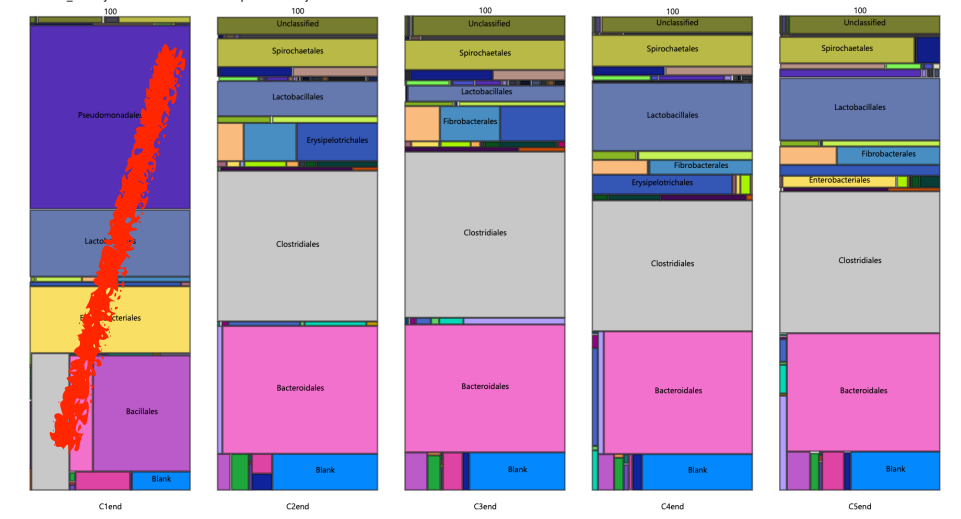 100 100 100 100 100
Unclassified Unclassified Unclassified Unclassified
Spirochaetales Spirochaetales Spirochaetales Spirochaetales
Pseudomonadales Lactobacillales Lactobacillales Lactobacillales Lactobacillales
Erysipelotrichales Fibrobacterales Fibrobacterales Fibrobacterales
Erysipelotrichales Enterobacteriales
Clostridiales Clostridiales Clostridiales Clostridiales
Bacillales Bacteroidales Bacteroidales Bacteroidales Bacteroidales
Blank Blank Blank Blank Blank
C1end C2end C3end C4end C5end